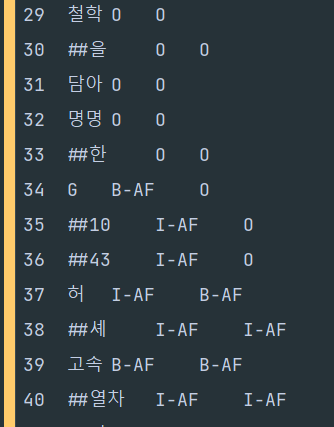 29 철학 O O
30 ##을 O O
31 담아 O O
32 명명 O O
33 ##한 O O
34 G B-AF O
35 ##10 I-AF O
36 ##43 I-AF O
37 허 I-AF B-AF
38 ##셰 I-AF I-AF
39 고속 B-AF B-AF
40 ##열차 I-AF I-AF